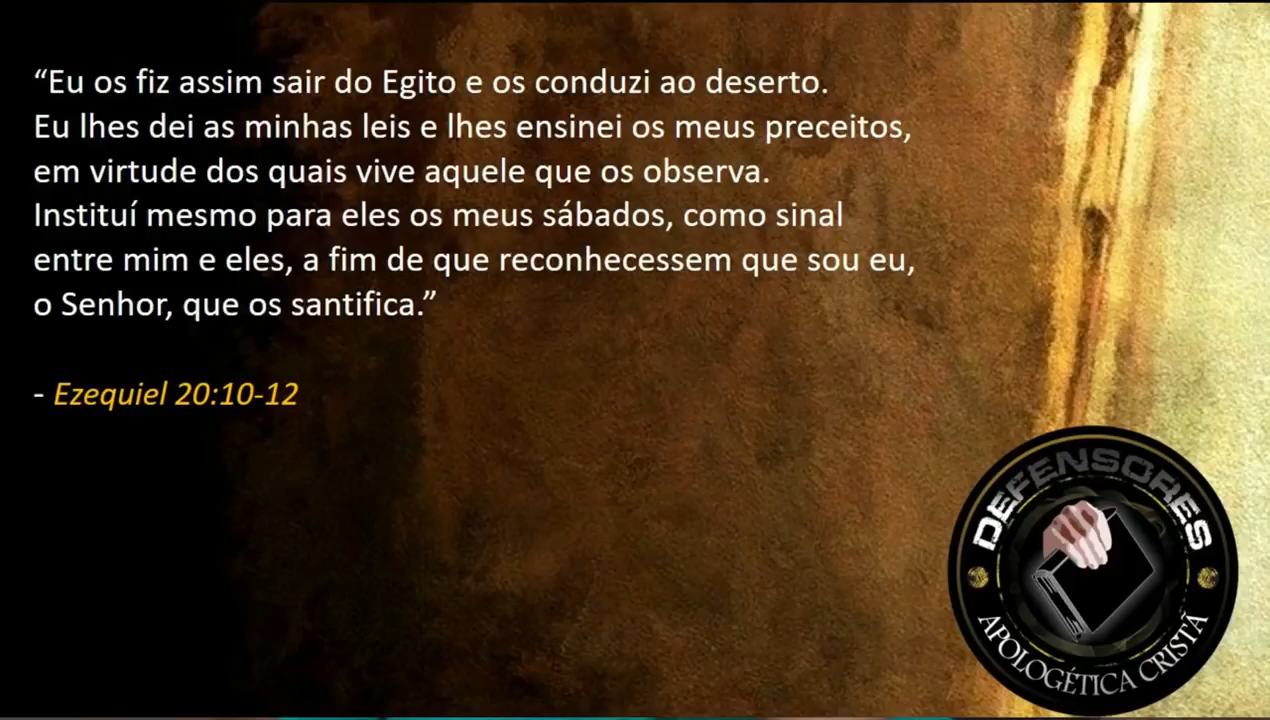 “Eu os fiz assim sair do Egito e os conduzi ao deserto.
Eu lhes dei as minhas leis e lhes ensinei os meus preceitos,
em virtude dos quais vive aquele que os observa.
Instituí mesmo para eles os meus sábados, como sinal
entre mim e eles, a fim de que reconhecessem que sou eu,
o Senhor, que os santifica.”
- Ezequiel 20:10-12
DEFENSORES
APOLOGÉTICA CRISTÃ